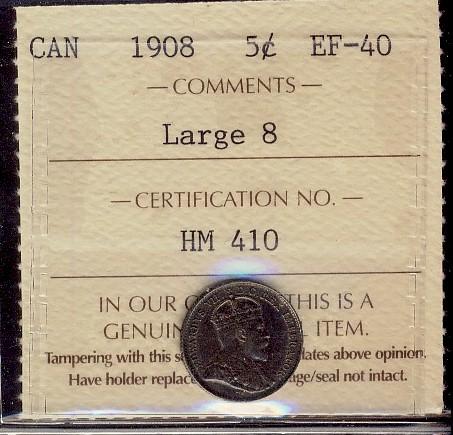 CAN 1908 5¢ EF-40
— COMMENTS —
Large 8
— CERTIFICATION NO. —
HM 410
IN OUR THIS IS A
ITEM.
Tampering with this above opinion.
Have holder not intact.